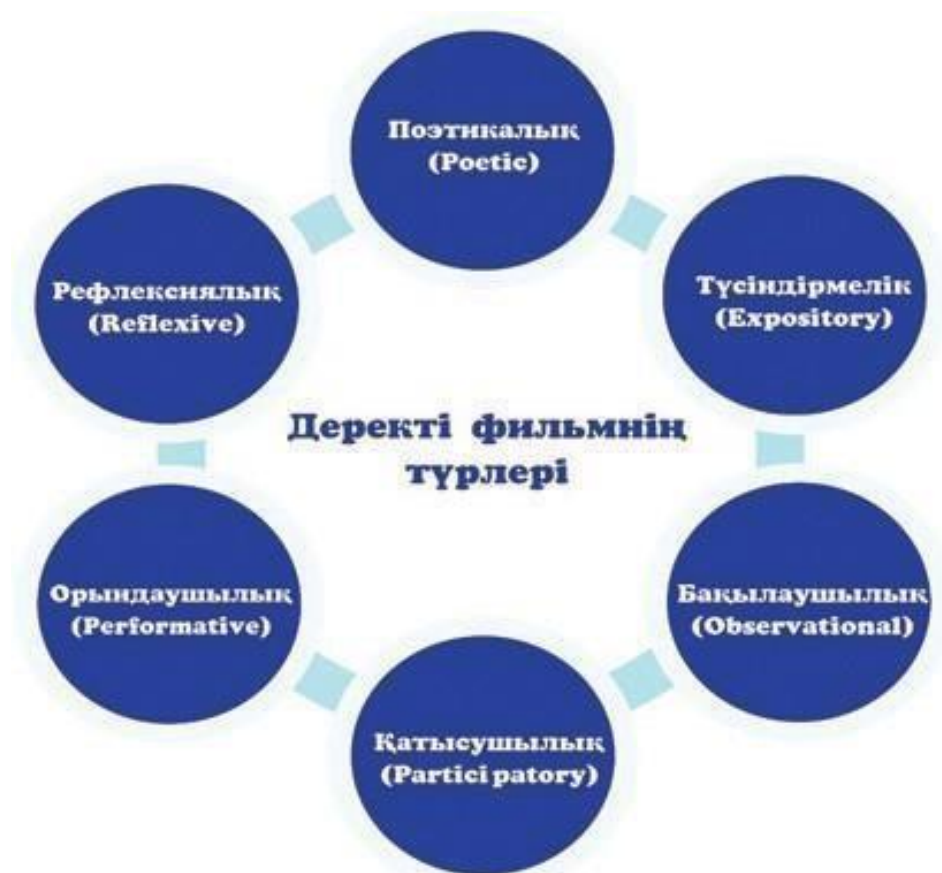 Поэтикалық
(Poetic)
Түсіндірмелік
(Expository)
Бақылаушылық
(Observational)
Қатысушылық
(Partici patory)
Орындаушылық
(Performative)
Рефлексиялық
(Reflexive)
Деректі фильмнің
түрлері